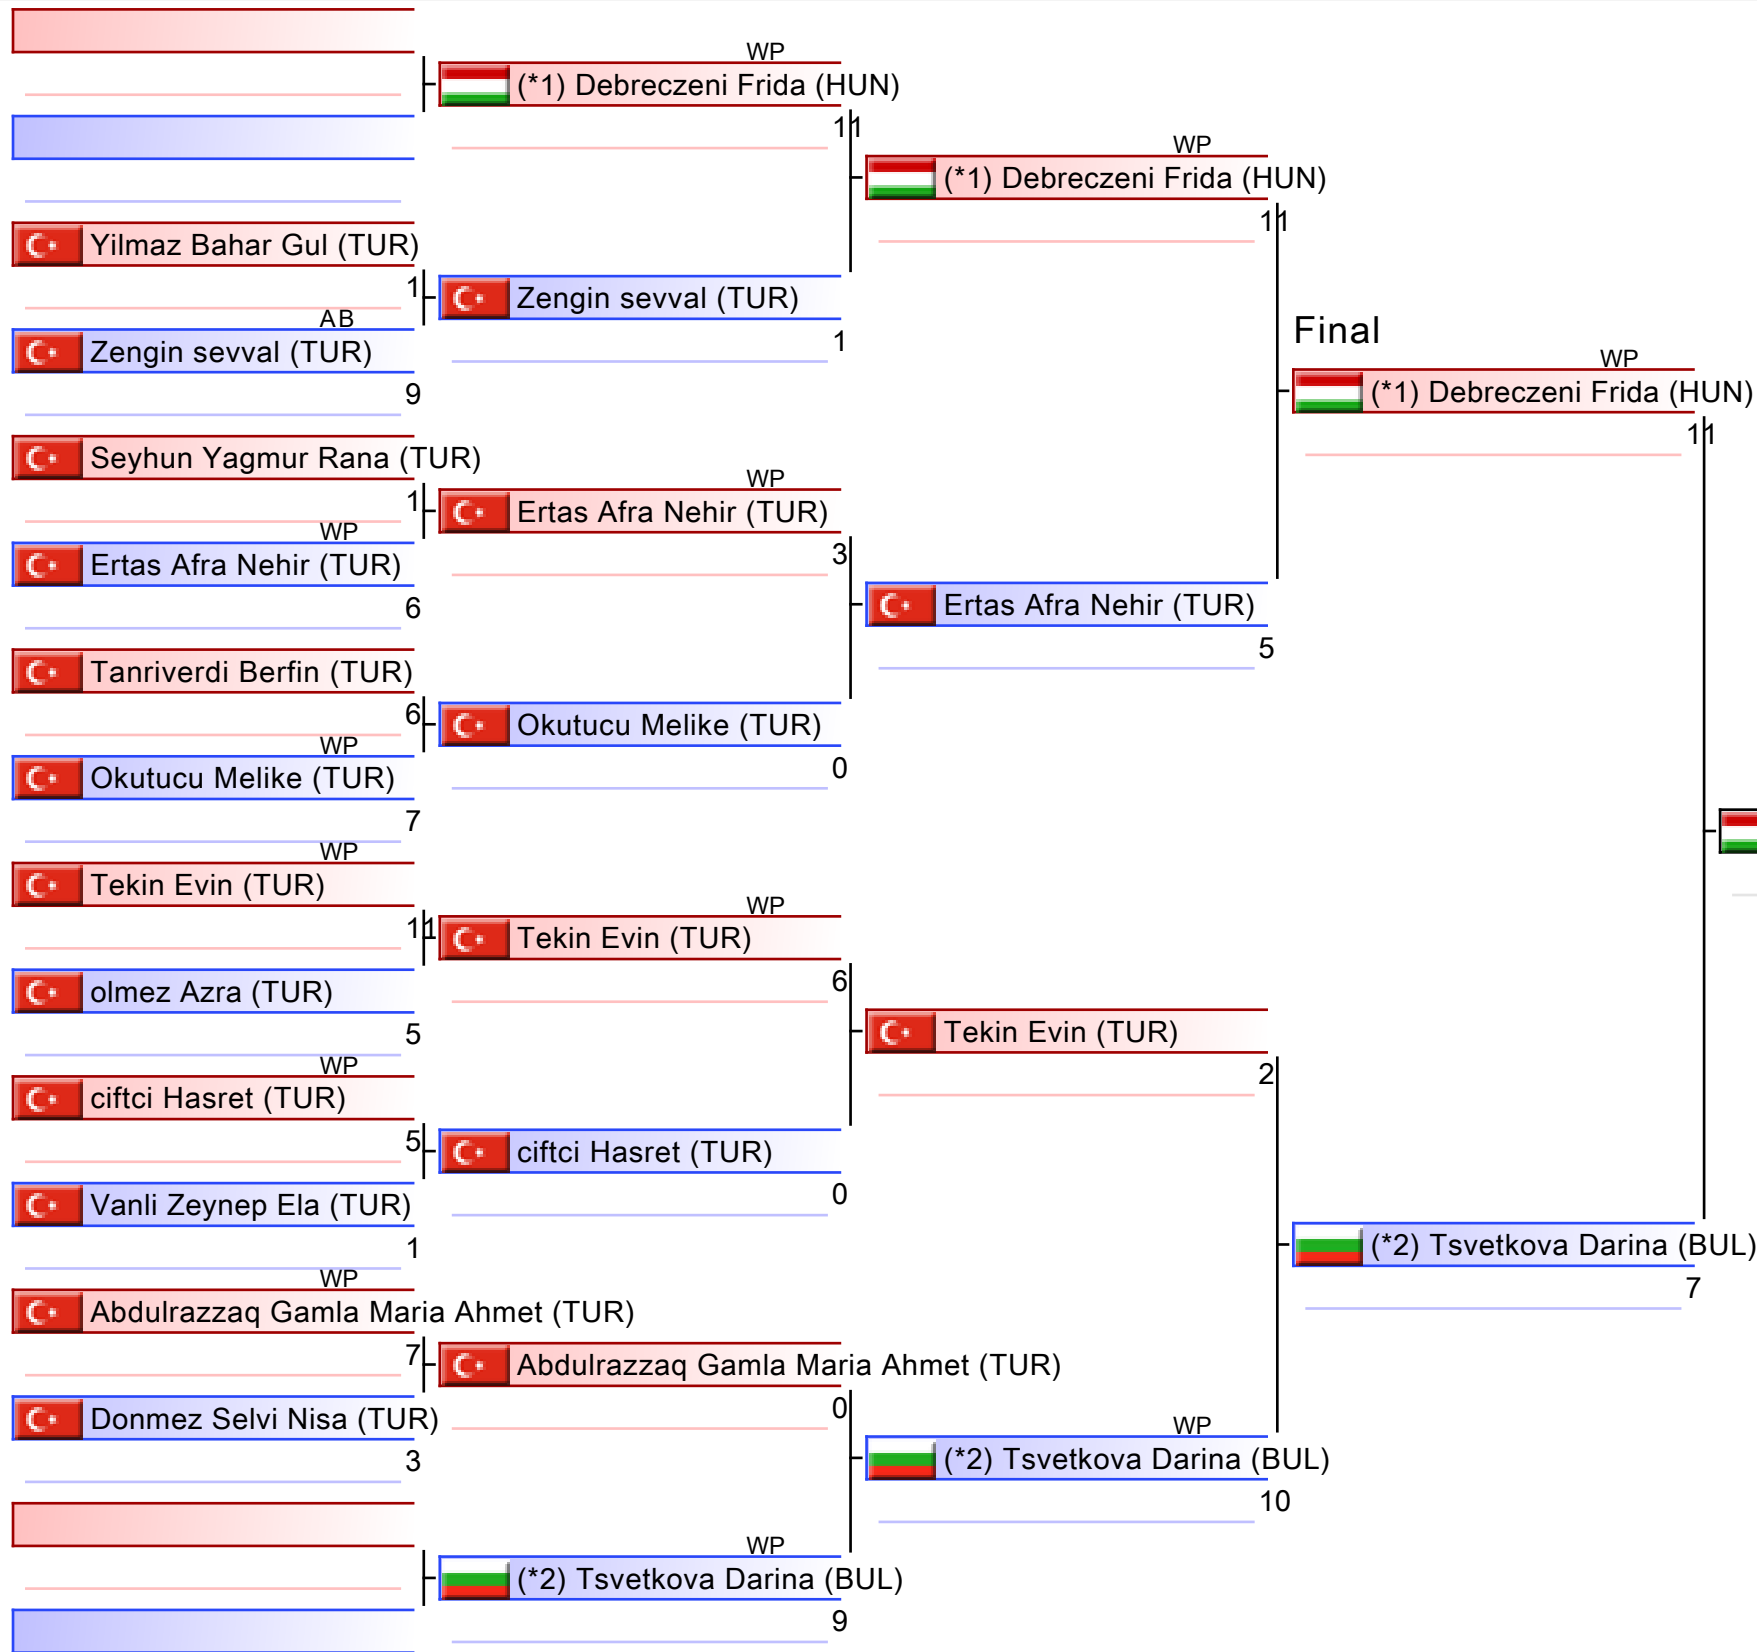 WP
(*1) Debreczeni Frida (HUN)
11
WP
(*1) Debreczeni Frida (HUN)
11
Yilmaz Bahar Gul (TUR)
1
Zengin sevval (TUR)
1
AB
Zengin sevval (TUR)
9
Final
WP
(*1) Debreczeni Frida (HUN)
11
Seyhun Yagmur Rana (TUR)
1
WP
Ertas Afra Nehir (TUR)
3
WP
Ertas Afra Nehir (TUR)
6
Ertas Afra Nehir (TUR)
5
Tanriverdi Berfin (TUR)
6
Okutucu Melike (TUR)
0
WP
Okutucu Melike (TUR)
7
WP
Tekin Evin (TUR)
11
WP
Tekin Evin (TUR)
6
olmez Azra (TUR)
5
Tekin Evin (TUR)
2
WP
ciftci Hasret (TUR)
5
ciftci Hasret (TUR)
0
Vanli Zeynep Ela (TUR)
1
(*2) Tsvetkova Darina (BUL)
7
WP
Abdulrazzaq Gamla Maria Ahmet (TUR)
7
Abdulrazzaq Gamla Maria Ahmet (TUR)
0
Donmez Selvi Nisa (TUR)
3
WP
(*2) Tsvetkova Darina (BUL)
10
WP
(*2) Tsvetkova Darina (BUL)
9